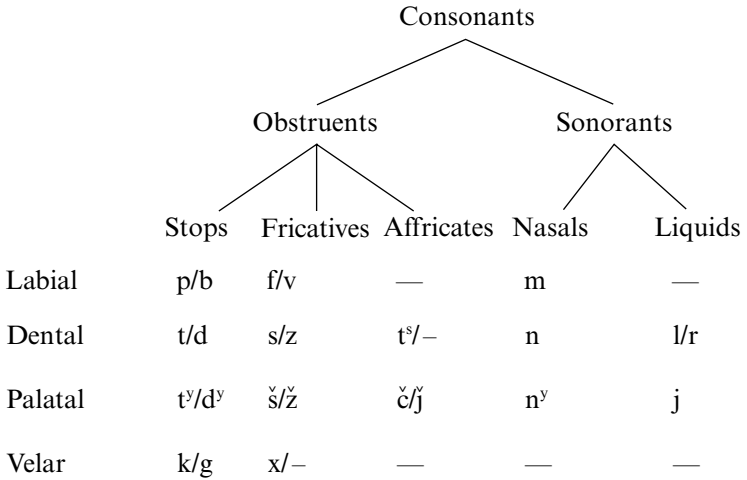 Consonants
Obstruents Sonorants
Stops Fricatives Affricates Nasals Liquids
Labial p/b f/v — m —
Dental t/d s/z tˢ/– n l/r
Palatal tʸ/dʸ š/ž č/ǰ nʸ j
Velar k/g x/– — — —